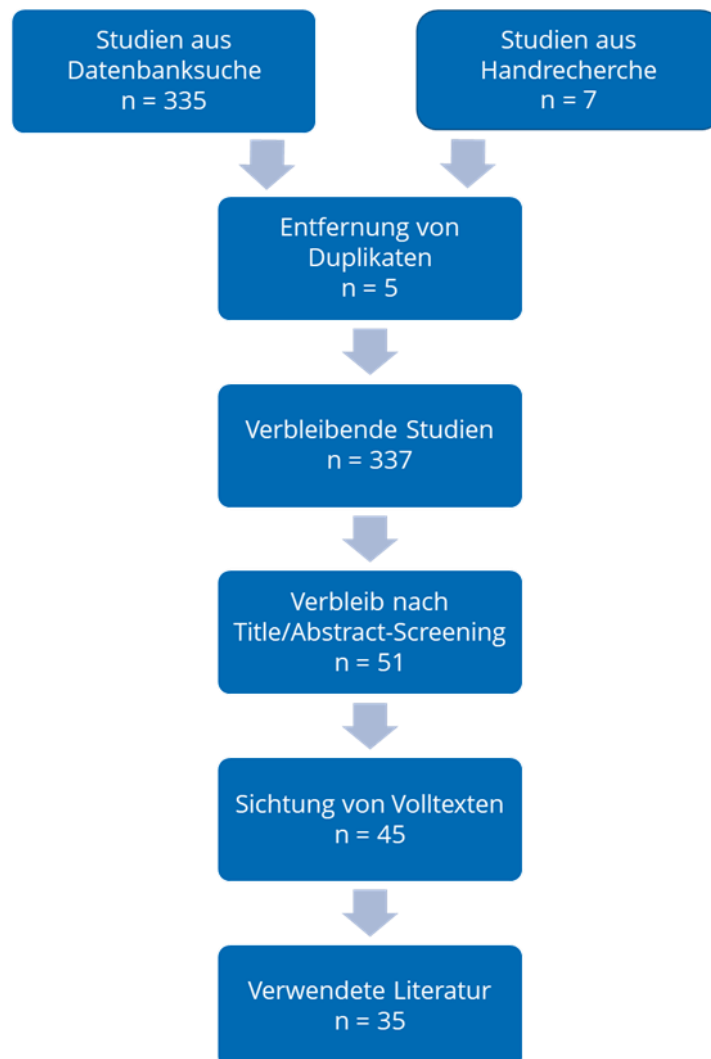 Studien aus
Datenbanksuche
n = 335
Studien aus
Handrecherche
n = 7
Entfernung von
Duplikaten
n = 5
Verbleibende Studien
n = 337
Verbleib nach
Title/Abstract-Screening
n = 51
Sichtung von Volltexten
n = 45
Verwendete Literatur
n = 35